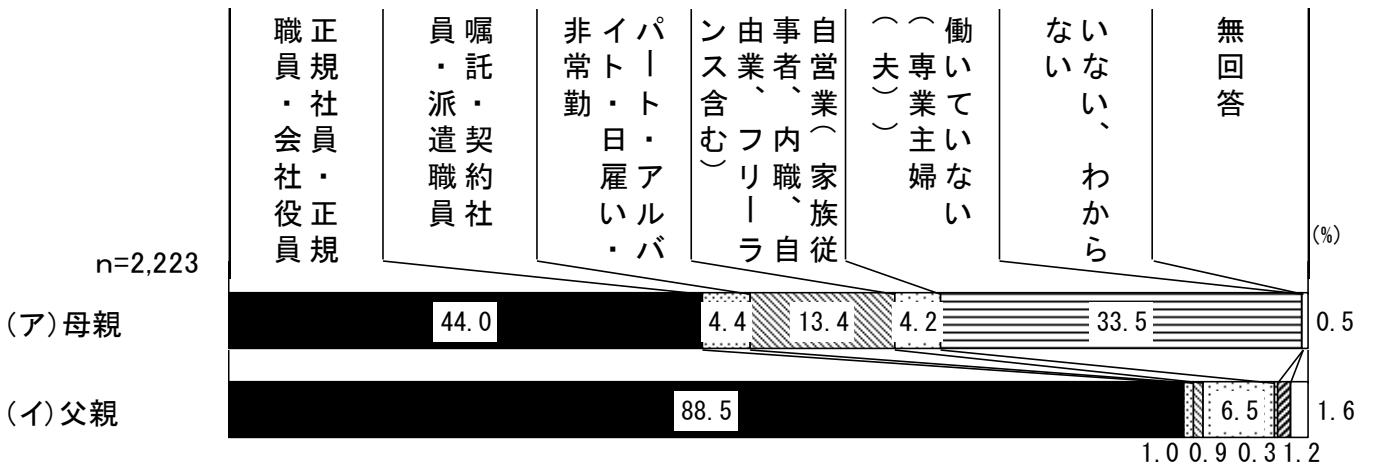 正規社員・正規
職員・会社役員
嘱託・契約社
員・派遣職員
パート・アルバ
イト・日雇い・
非常勤
自営業（家族従
事者、内職、自
由業、フリーラ
ンス含む）
働いていない
（専業主婦
（夫））
いない、わから
ない
無回答
(%)
n=2,223
(ア)母親
44.0
4.4
13.4
4.2
33.5
0.5
(イ)父親
88.5
6.5
1.6
1.0 0.9 0.3 1.2